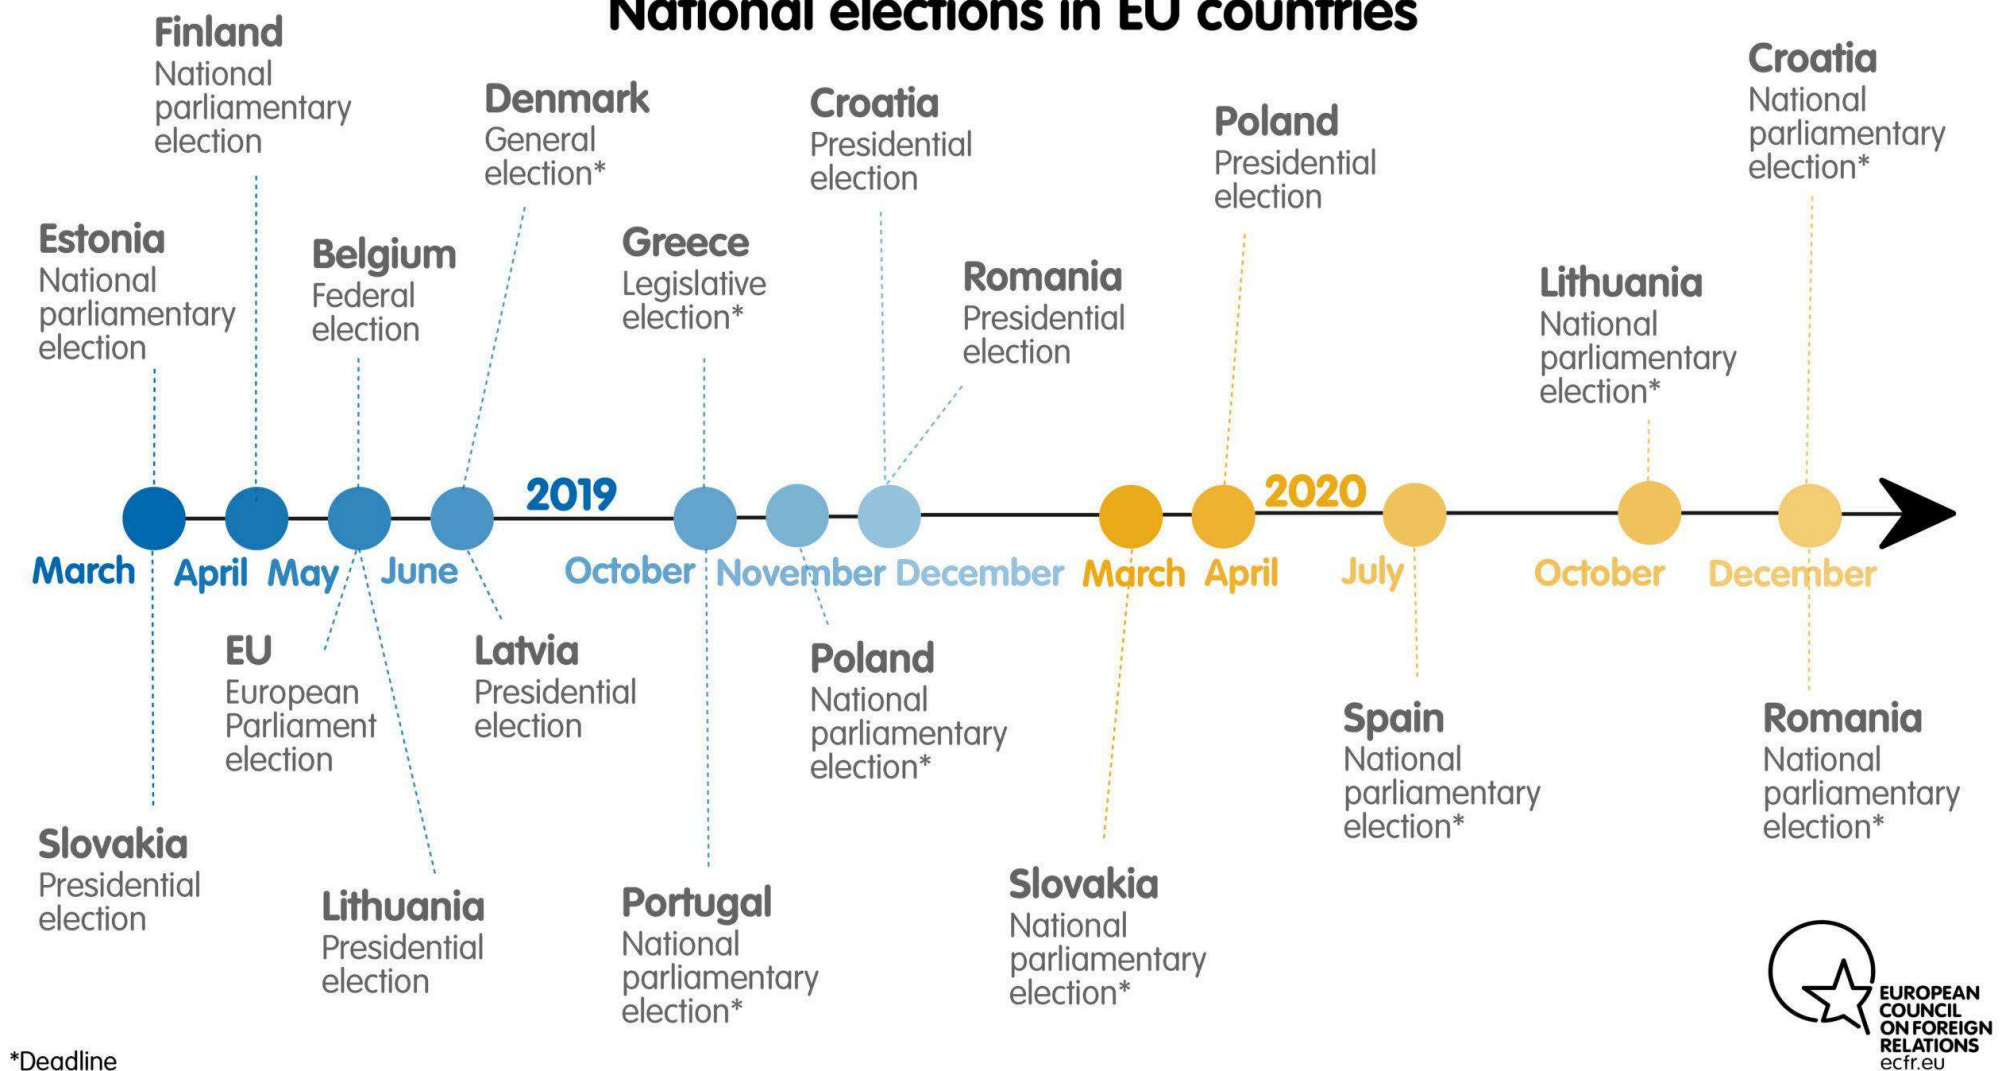 National elections in EU countries
Finland
National
parliamentary
election
Denmark
General
election*
Croatia
Presidential
election
Poland
Presidential
election
Croatia
National
parliamentary
election*
Estonia
National
parliamentary
election
Belgium
Federal
election
Greece
Legislative
election*
Romania
Presidential
election
Lithuania
National
parliamentary
election*
2019
2020
March
April
May
June
October
November
December
March
April
July
October
December
EU
European
Parliament
election
Latvia
Presidential
election
Poland
National
parliamentary
election*
Spain
National
parliamentary
election*
Romania
National
parliamentary
election*
Slovakia
Presidential
election
Lithuania
Presidential
election
Portugal
National
parliamentary
election*
Slovakia
National
parliamentary
election*
EUROPEAN
COUNCIL
ON FOREIGN
RELATIONS
ecfr.eu
*Deadline